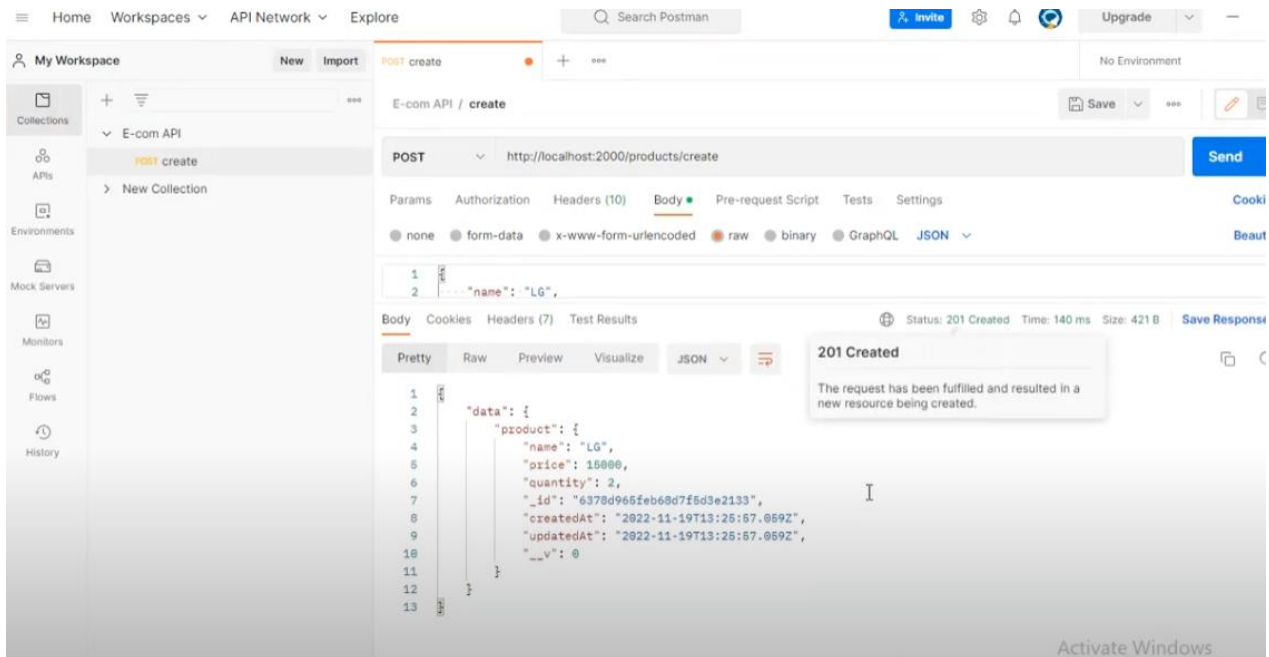 Home Workspaces API Network Explore Search Postman Invite Upgrade
My Workspace New Import POST create No Environment
Collections
E-com API
POST create
New Collection
APIs
Environments
Mock Servers
Monitors
Flows
History
E-com API / create Save
POST http://localhost:2000/products/create Send
Params Authorization Headers (10) Body Pre-request Script Tests Settings Cooki
none form-data x-www-form-urlencoded raw binary GraphQL JSON Beaut
1 {
2 "name": "LG",
Body Cookies Headers (7) Test Results Status: 201 Created Time: 140 ms Size: 421 B Save Response
Pretty Raw Preview Visualize JSON
201 Created
The request has been fulfilled and resulted in a
new resource being created.
1 {
2 "data": {
3 "product": {
4 "name": "LG",
5 "price": 15000,
6 "quantity": 2,
7 "_id": "6378d965feb68d7f5d3e2133",
8 "createdAt": "2022-11-19T13:25:57.059Z",
9 "updatedAt": "2022-11-19T13:25:57.059Z",
10 "__v": 0
11 }
12 }
13 }
Activate Windows